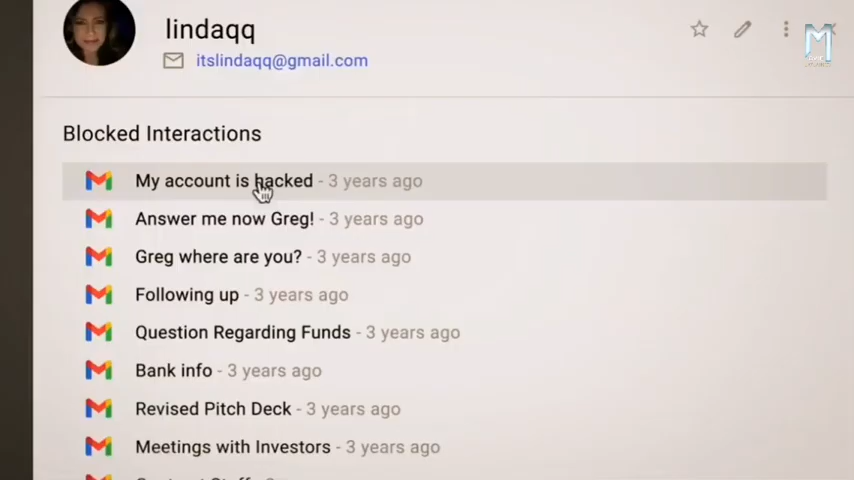 lindaqq
itslindaqq@gmail.com
Blocked Interactions
My account is hacked - 3 years ago
Answer me now Greg! - 3 years ago
Greg where are you? - 3 years ago
Following up - 3 years ago
Question Regarding Funds - 3 years ago
Bank info - 3 years ago
Revised Pitch Deck - 3 years ago
Meetings with Investors - 3 years ago